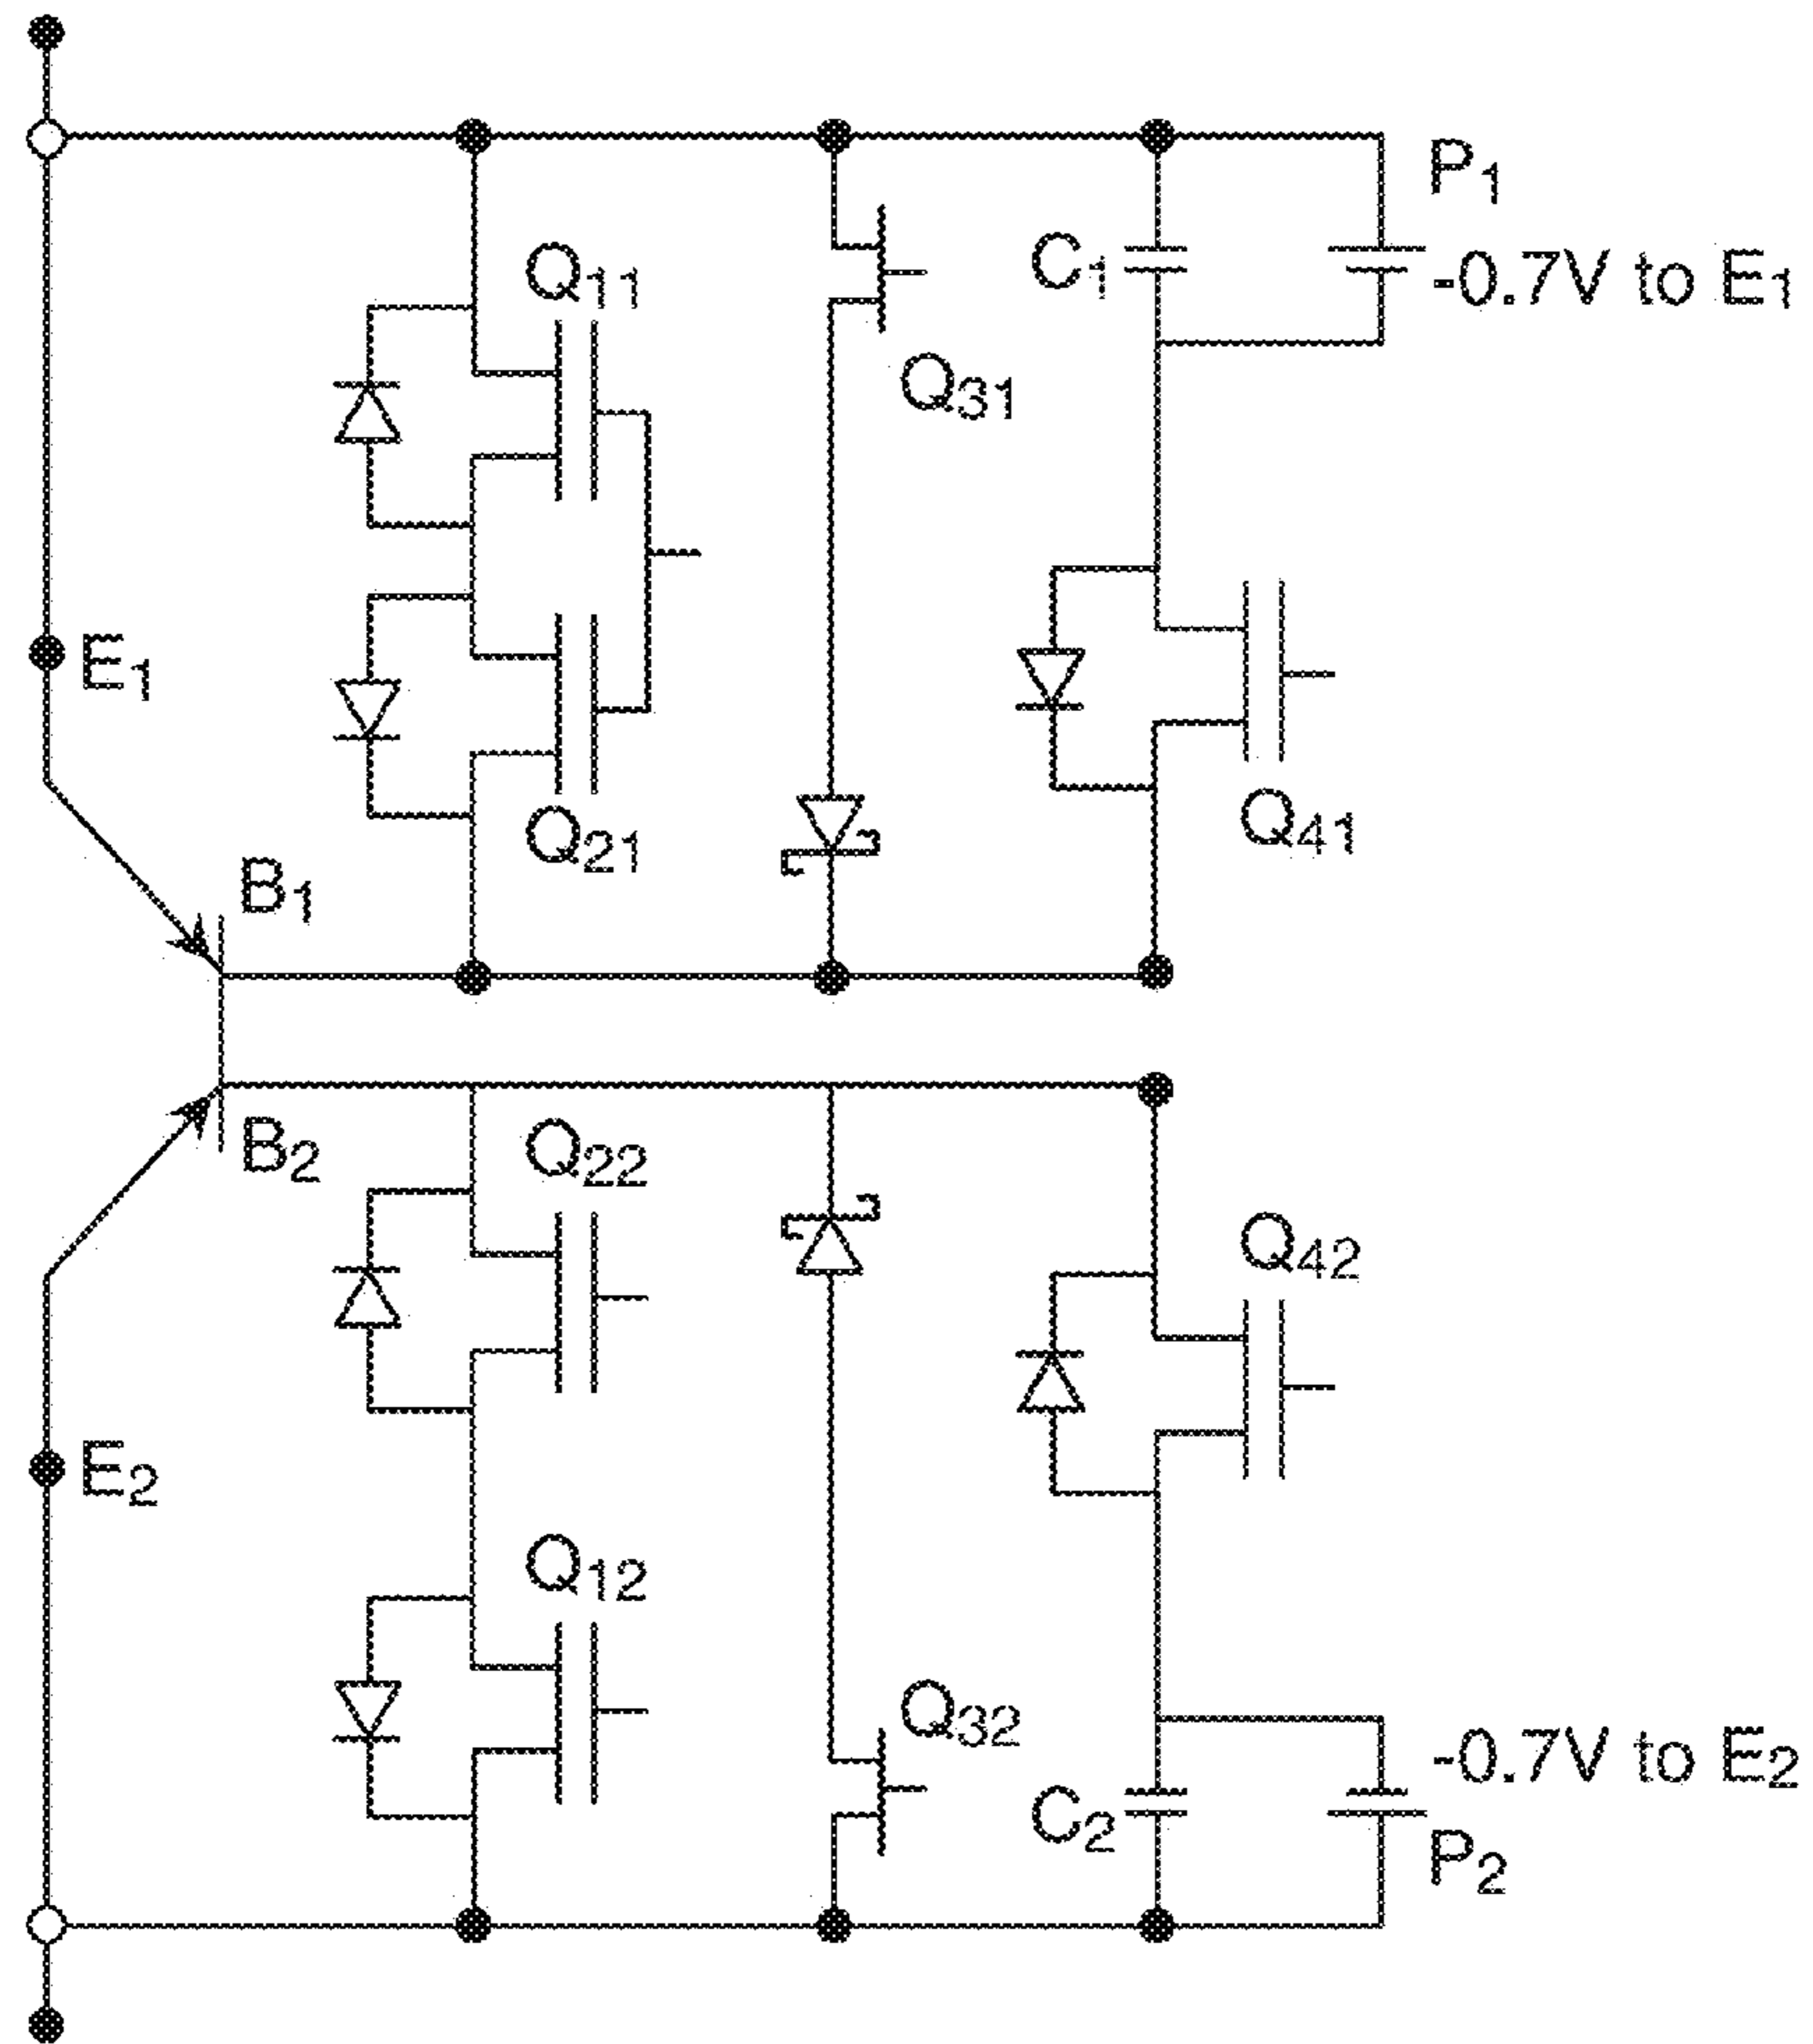 P1
Q11
C1
-0.7V to E1
Q31
E1
Q21
Q41
B1
B2
Q22
Q42
E2
Q12
Q32
-0.7V to E2
C2
P2